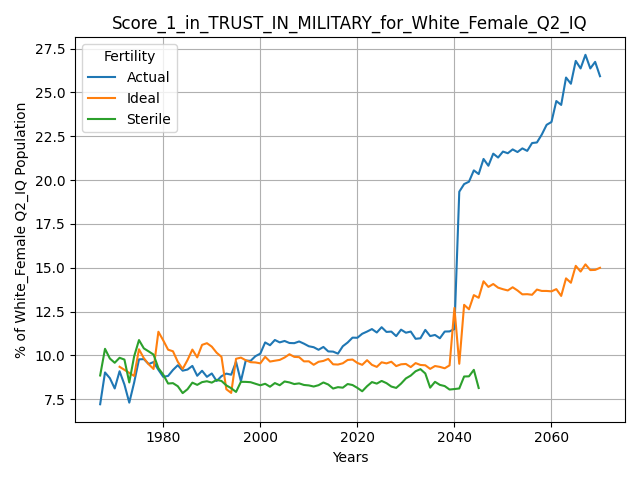 Score_1_in_TRUST_IN_MILITARY_for_White_Female_Q2_IQ
Fertility
Actual
Ideal
Sterile
% of White_Female Q2_IQ Population
27.5
25.0
22.5
20.0
17.5
15.0
12.5
10.0
7.5
1980
2000
2020
2040
2060
Years